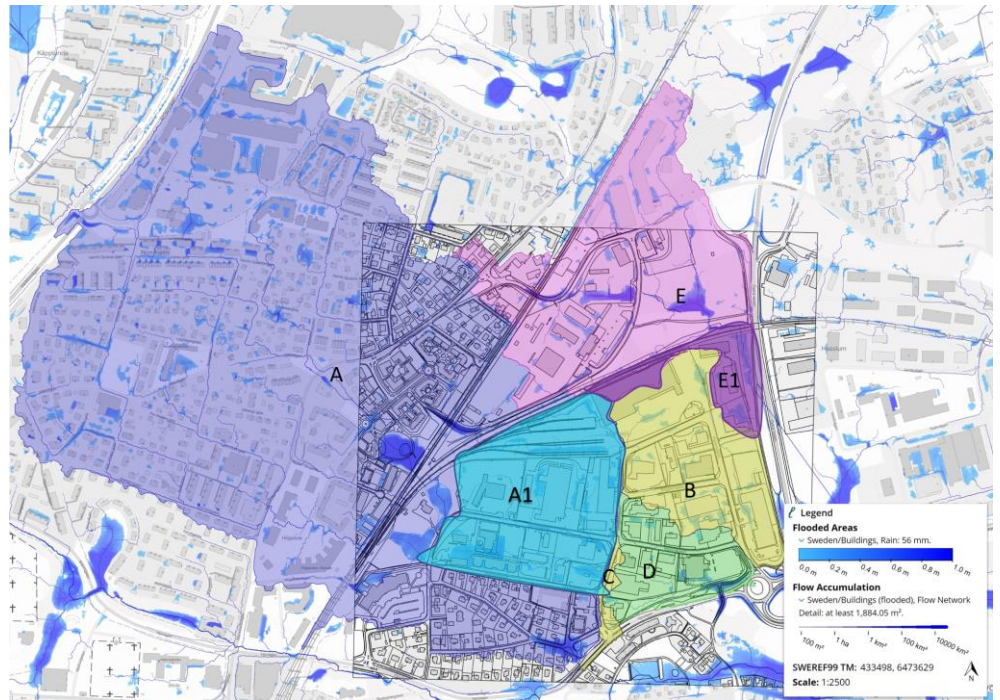 E
A
E1
A1
B
C
D
Legend
Flooded Areas
Sweden/Buildings, Rain: 56 mm.
0.0 m 0.2 m 0.4 m 0.6 m 0.8 m 1.0 m
Flow Accumulation
Sweden/Buildings (flooded), Flow Network
Detail: at least 1,884.05 m².
100 m² 1 ha 1 km² 100 km² 10000 km²
SWEREF99 TM: 433498, 6473629
Scale: 1:2500
N